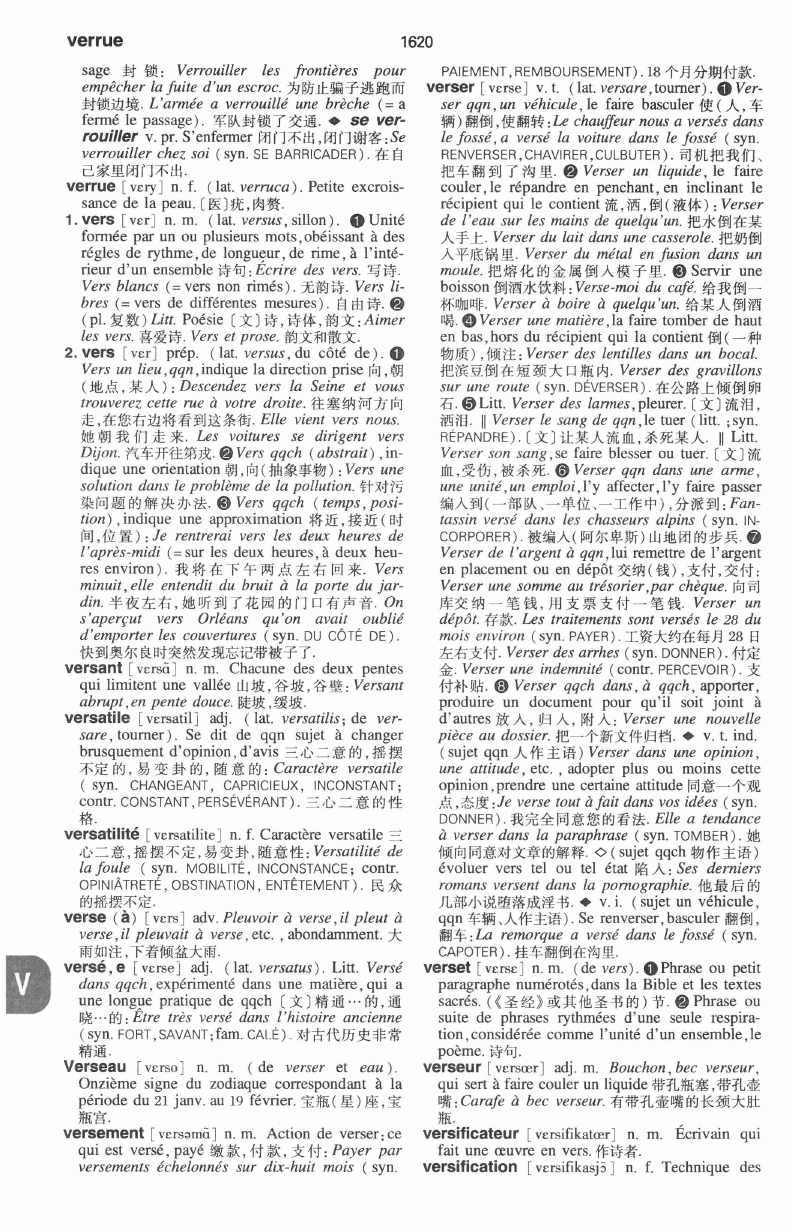 verrue
1620
sage 封锁: Verrouiller les frontières pour
empêcher la fuite d'un escroc. 为防止骗子逃跑而
封锁边境. L'armée a verrouillé une brèche (= a
fermé le passage). 军队封锁了交通. ◆ se ver-
rouiller v. pr. S'enfermer 闭门不出,闭门谢客:Se
verrouiller chez soi (syn. SE BARRICADER). 在自
己家里闭门不出.
verrue [very] n. f. (lat. verruca). Petite excrois-
sance de la peau. [医]疣,肉赘.
1. vers [vɛr] n. m. (lat. versus, sillon). ❶ Unité
formée par un ou plusieurs mots,obéissant à des
régles de rythme,de longueur,de rime,à l'inté-
rieur d'un ensemble 诗句:Écrire des vers. 写诗.
Vers blancs (= vers non rimés). 无韵诗. Vers li-
bres (= vers de différentes mesures). 自由诗. ❷
(pl. 复数) Litt. Poésie [文]诗,诗体,韵文:Aimer
les vers. 喜爱诗. Vers et prose. 韵文和散文.
2. vers [vɛr] prép. (lat. versus, du côté de). ❶
Vers un lieu,qqn,indique la direction prise 向,朝
(地点,某人):Descendez vers la Seine et vous
trouverez cette rue à votre droite. 往塞纳河方向
走,在您右边将看到这条街. Elle vient vers nous.
她朝我们走来. Les voitures se dirigent vers
Dijon. 汽车开往第戎. ❷ Vers qqch (abstrait),in-
dique une orientation 朝,向(抽象事物):Vers une
solution dans le problème de la pollution. 针对污
染问题的解决办法. ❸ Vers qqch (temps, posi-
tion),indique une approximation 将近,接近(时
间,位置):Je rentrerai vers les deux heures de
l'après-midi (= sur les deux heures,à deux heu-
res environ). 我将在下午两点左右回来. Vers
minuit,elle entendit du bruit à la porte du jar-
din. 半夜左右,她听到了花园的门口有声音. On
s'aperçut vers Orléans qu'on avait oublié
d'emporter les couvertures (syn. DU CÔTÉ DE).
快到奥尔良时突然发现忘记带被子了.
versant [vɛrsɑ̃] n. m. Chacune des deux pentes
qui limitent une vallée 山坡,谷坡,谷壁:Versant
abrupt,en pente douce. 陡坡,缓坡.
versatile [vɛrsatil] adj. (lat. versatilis; de ver-
sare,tourner). Se dit de qqn sujet à changer
brusquement d'opinion,d'avis 三心二意的,摇摆
不定的,易变卦的,随意的:Caractère versatile
(syn. CHANGEANT, CAPRICIEUX, INCONSTANT;
contr. CONSTANT, PERSÉVÉRANT). 三心二意的性
格.
versatilité [vɛrsatilite] n. f. Caractère versatile 三
心二意,摇摆不定,易变卦,随意性:Versatilité de
la foule (syn. MOBILITÉ, INCONSTANCE; contr.
OPINIÂTRETÉ, OBSTINATION, ENTÊTEMENT). 民众
的摇摆不定.
verse (à) [vɛrs] adv. Pleuvoir à verse,il pleut à
verse,il pleuvait à verse,etc., abondamment. 大
雨如注,下着倾盆大雨.
versé,e [vɛrse] adj. (lat. versatus). Litt. Versé
dans qqch,expérimenté dans une matière,qui a
une longue pratique de qqch [文]精通…的,通
晓…的:Être très versé dans l'histoire ancienne
(syn. FORT,SAVANT;fam. CALÉ). 对古代历史非常
精通.
V
Verseau [vɛrso] n. m. (de verser et eau).
Onzième signe du zodiaque correspondant à la
période du 21 janv. au 19 février. 宝瓶(星)座,宝
瓶宫.
versement [vɛrsəmɑ̃] n. m. Action de verser;ce
qui est versé,payé 缴款,付款,支付:Payer par
versements échelonnés sur dix-huit mois (syn.
PAIEMENT, REMBOURSEMENT). 18 个月分期付款.
verser [vɛrse] v. t. (lat. versare,tourner). ❶ Ver-
ser qqn,un véhicule,le faire basculer 使(人,车
辆)翻倒,使翻转:Le chauffeur nous a versés dans
le fossé,a versé la voiture dans le fossé (syn.
RENVERSER,CHAVIRER,CULBUTER). 司机把我们、
把车翻到了沟里. ❷ Verser un liquide, le faire
couler,le répandre en penchant,en inclinant le
récipient qui le contient 流,洒,倒(液体):Verser
de l'eau sur les mains de quelqu'un. 把水倒在某
人手上. Verser du lait dans une casserole. 把奶倒
入平底锅里. Verser du métal en fusion dans un
moule. 把熔化的金属倒入模子里. ❸ Servir une
boisson 倒酒水饮料:Verse-moi du café. 给我倒一
杯咖啡. Verser à boire à quelqu'un. 给某人倒酒
喝. ❹ Verser une matière,la faire tomber de haut
en bas,hors du récipient qui la contient 倒(一种
物质),倾注:Verser des lentilles dans un bocal.
把滨豆倒在短颈大口瓶内. Verser des gravillons
sur une route (syn. DÉVERSER). 在公路上倾倒卵
石. ❺ Litt. Verser des larmes,pleurer. [文]流泪,
洒泪. ‖ Verser le sang de qqn,le tuer (litt. ;syn.
RÉPANDRE). [文]让某人流血,杀死某人. ‖ Litt.
Verser son sang,se faire blesser ou tuer. [文]流
血,受伤,被杀死. ❻ Verser qqn dans une arme,
une unité,un emploi,l'y affecter,l'y faire passer
编入到(一部队、一单位、一工作中),分派到:Fan-
tassin versé dans les chasseurs alpins (syn. IN-
CORPORER). 被编入(阿尔卑斯)山地团的步兵. ❼
Verser de l'argent à qqn,lui remettre de l'argent
en placement ou en dépôt 交纳(钱),支付,交付:
Verser une somme au trésorier,par chèque. 向司
库交纳一笔钱,用支票支付一笔钱. Verser un
dépôt. 存款. Les traitements sont versés le 28 du
mois environ (syn. PAYER). 工资大约在每月 28 日
左右支付. Verser des arrhes (syn. DONNER). 付定
金. Verser une indemnité (contr. PERCEVOIR). 支
付补贴. ❽ Verser qqch dans, à qqch, apporter,
produire un document pour qu'il soit joint à
d'autres 放入,归入,附入:Verser une nouvelle
pièce au dossier. 把一个新文件归档. ◆ v. t. ind.
(sujet qqn 人作主语) Verser dans une opinion,
une attitude, etc., adopter plus ou moins cette
opinion,prendre une certaine attitude 同意一个观
点,态度:Je verse tout à fait dans vos idées (syn.
DONNER). 我完全同意您的看法. Elle a tendance
à verser dans la paraphrase (syn. TOMBER). 她
倾向同意对文章的解释. ◇ (sujet qqch 物作主语)
évoluer vers tel ou tel état 陷入:Ses derniers
romans versent dans la pornographie. 他最后的
几部小说堕落成淫书. ◆ v. i. (sujet un véhicule,
qqn 车辆、人作主语). Se renverser,basculer 翻倒,
翻车:La remorque a versé dans le fossé (syn.
CAPOTER). 挂车翻倒在沟里.
verset [vɛrsɛ] n. m. (de vers). ❶ Phrase ou petit
paragraphe numérotés,dans la Bible et les textes
sacrés. (《圣经》或其他圣书的)节. ❷ Phrase ou
suite de phrases rythmées d'une seule respira-
tion,considérée comme l'unité d'un ensemble,le
poème. 诗句.
verseur [vɛrsœr] adj. m. Bouchon, bec verseur,
qui sert à faire couler un liquide 带孔瓶塞,带孔壶
嘴:Carafe à bec verseur. 有带孔壶嘴的长颈大肚
瓶.
versificateur [vɛrsifikatœr] n. m. Écrivain qui
fait une œuvre en vers. 作诗者.
versification [vɛrsifikasjɔ̃] n. f. Technique des